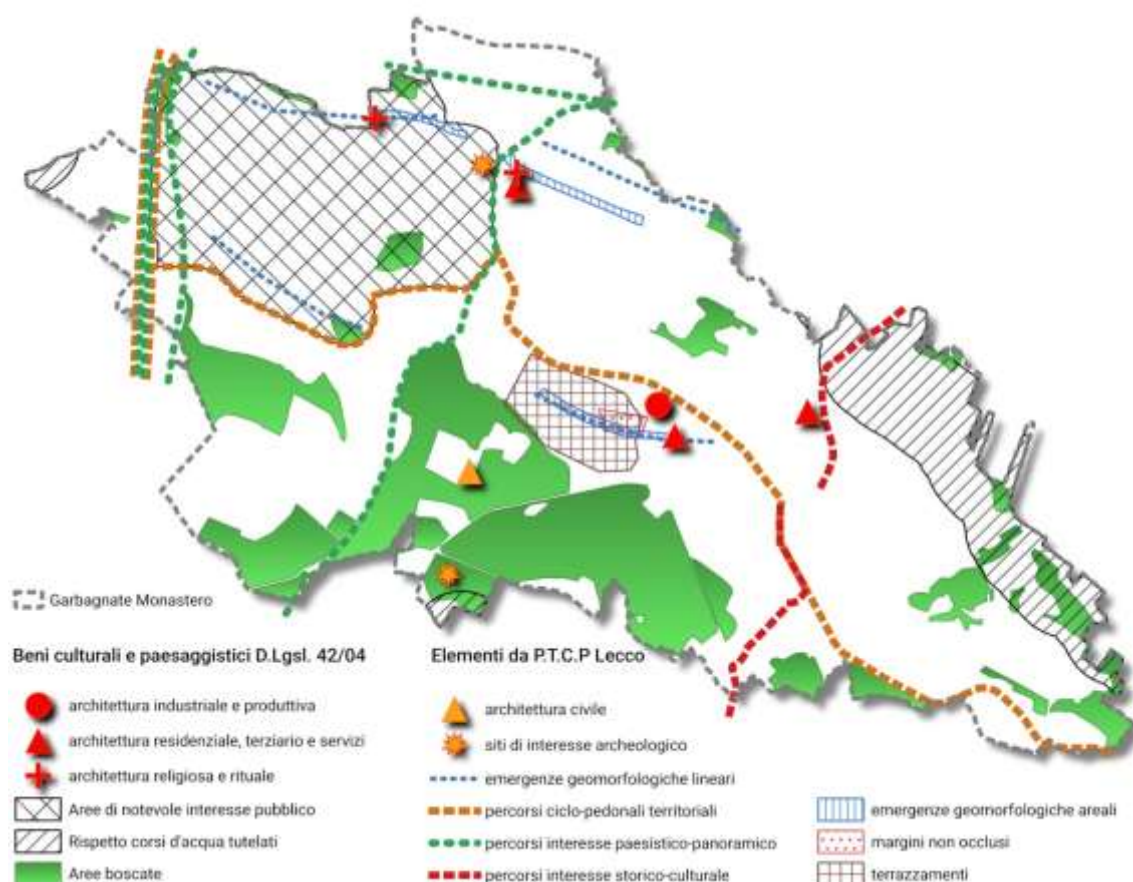 Garbagnate Monastero
Beni culturali e paesaggistici D.Lgsl. 42/04
architettura industriale e produttiva
architettura residenziale, terziario e servizi
architettura religiosa e rituale
Aree di notevole interesse pubblico
Rispetto corsi d'acqua tutelati
Aree boscate
Elementi da P.T.C.P Lecco
architettura civile
siti di interesse archeologico
emergenze geomorfologiche lineari
percorsi ciclo-pedonali territoriali
percorsi interesse paesistico-panoramico
percorsi interesse storico-culturale
emergenze geomorfologiche areali
margini non occlusi
terrazzamenti